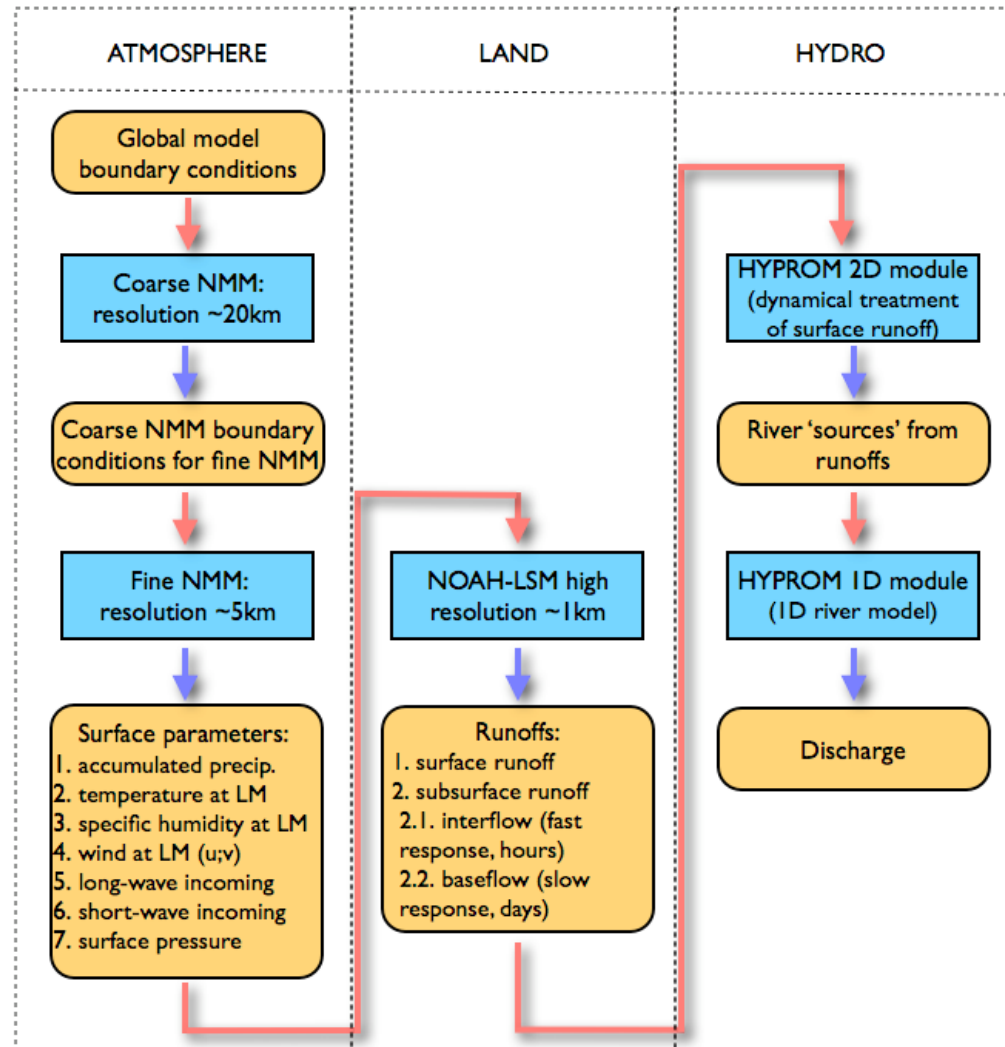 ATMOSPHERE
LAND
HYDRO
Global model
boundary conditions
Coarse NMM:
resolution ~20km
Coarse NMM boundary
conditions for fine NMM
Fine NMM:
resolution ~5km
Surface parameters:
1. accumulated precip.
2. temperature at LM
3. specific humidity at LM
4. wind at LM (u;v)
5. long-wave incoming
6. short-wave incoming
7. surface pressure
NOAH-LSM high
resolution ~1km
Runoffs:
1. surface runoff
2. subsurface runoff
2.1. interflow (fast
response, hours)
2.2. baseflow (slow
response, days)
HYPROM 2D module
(dynamical treatment
of surface runoff)
River ‘sources’ from
runoffs
HYPROM 1D module
(1D river model)
Discharge